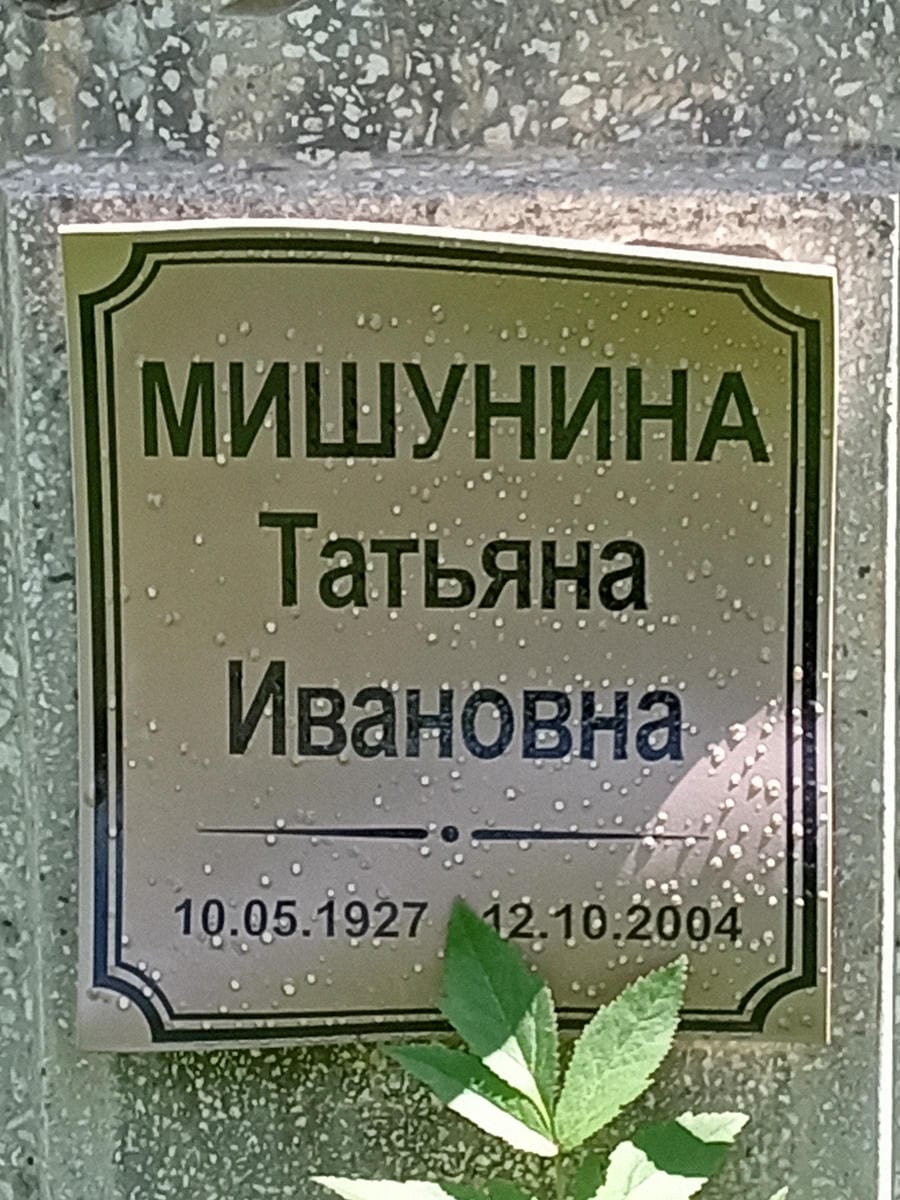 МИШУНИНА
Татьяна
Ивановна
10.05.1927 12.10.2004